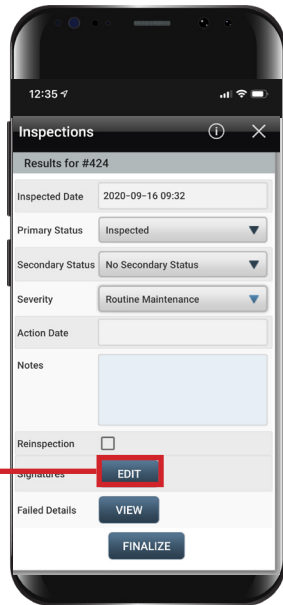 12:35
Inspections
Results for #424
Inspected Date 2020-09-16 09:32
Primary Status Inspected
Secondary Status No Secondary Status
Severity Routine Maintenance
Action Date
Notes
Reinspection
Signatures EDIT
Failed Details VIEW
FINALIZE